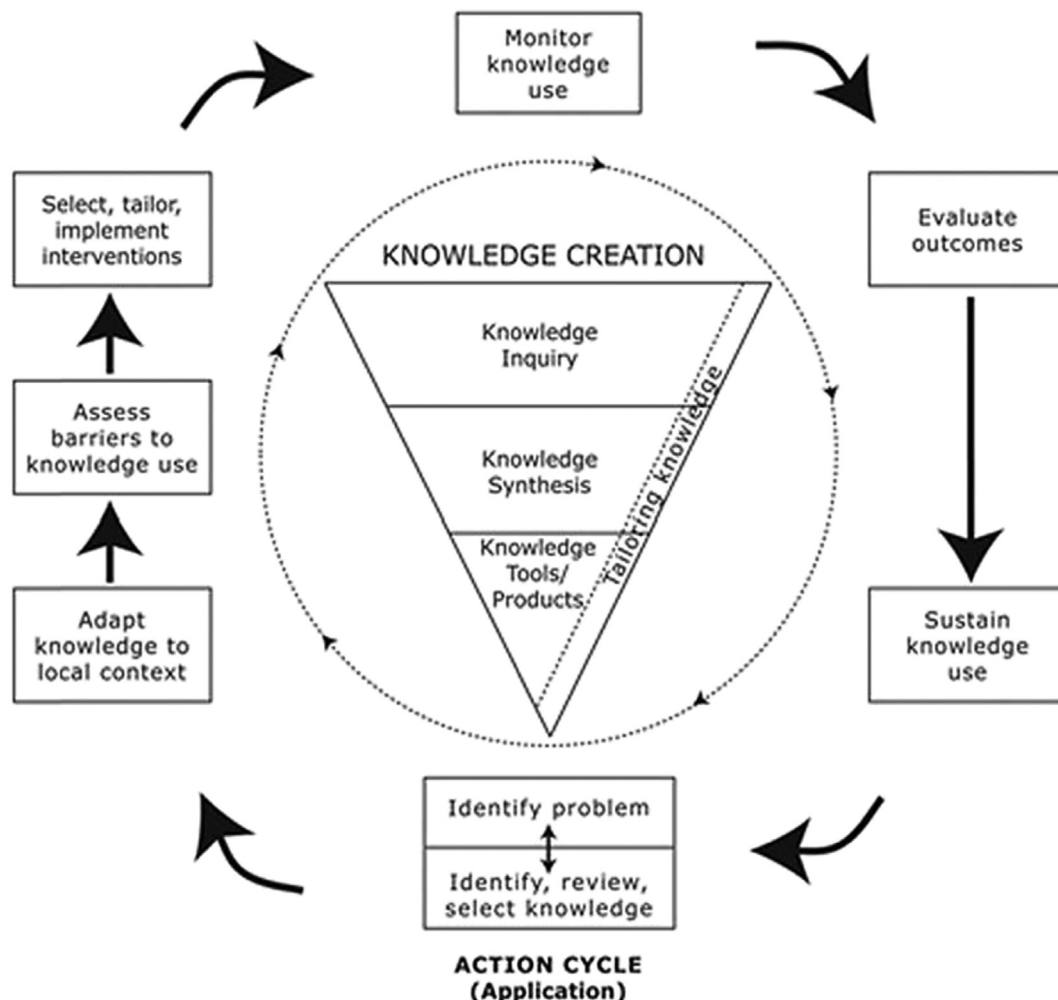 Monitor
knowledge
use
Select, tailor,
implement
interventions
Evaluate
outcomes
KNOWLEDGE CREATION
Knowledge
Inquiry
Knowledge
Synthesis
Knowledge
Tools/
Products
Tailoring knowledge
Assess
barriers to
knowledge use
Adapt
knowledge to
local context
Sustain
knowledge
use
Identify problem
Identify, review,
select knowledge
ACTION CYCLE
(Application)